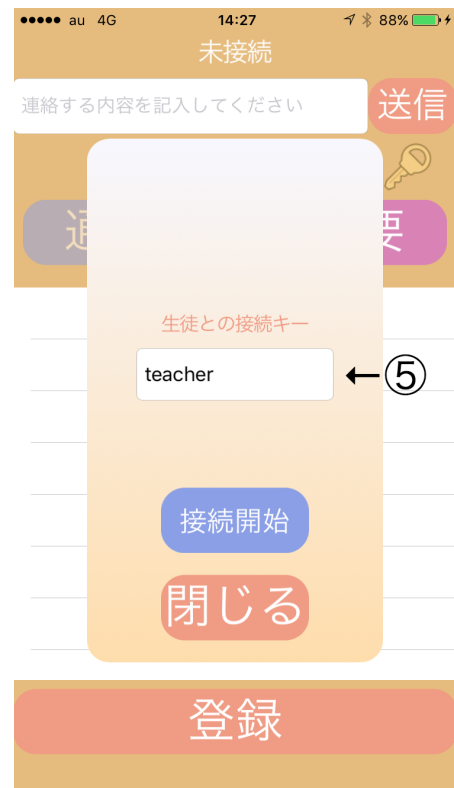 ●●●●● au 4G 14:27 88%
未接続
連絡する内容を記入してください
送信
要
生徒との接続キー
teacher
←⑤
接続開始
閉じる
登録